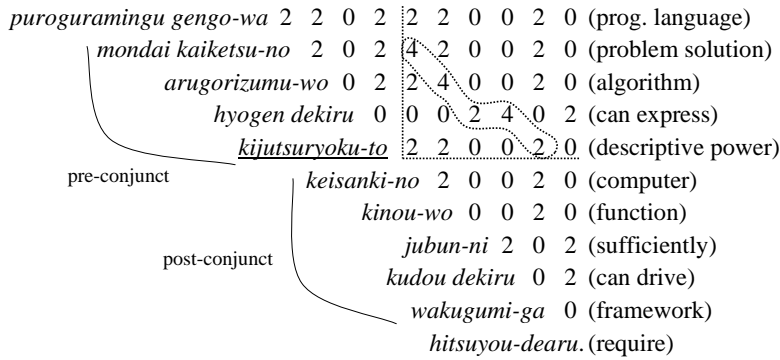 puroguramingu gengo-wa 2 2 0 2 2 2 0 0 2 0 (prog. language)
mondai kaiketsu-no 2 0 2 4 2 0 0 2 0 (problem solution)
arugorizumu-wo 0 2 2 4 0 0 2 0 (algorithm)
hyogen dekiru 0 0 0 2 4 0 2 (can express)
kijutsuryoku-to 2 2 0 0 2 0 (descriptive power)
pre-conjunct
keisanki-no 2 0 0 2 0 (computer)
kinou-wo 0 0 2 0 (function)
jubun-ni 2 0 2 (sufficiently)
post-conjunct
kudou dekiru 0 2 (can drive)
wakugumi-ga 0 (framework)
hitsuyou-dearu. (require)